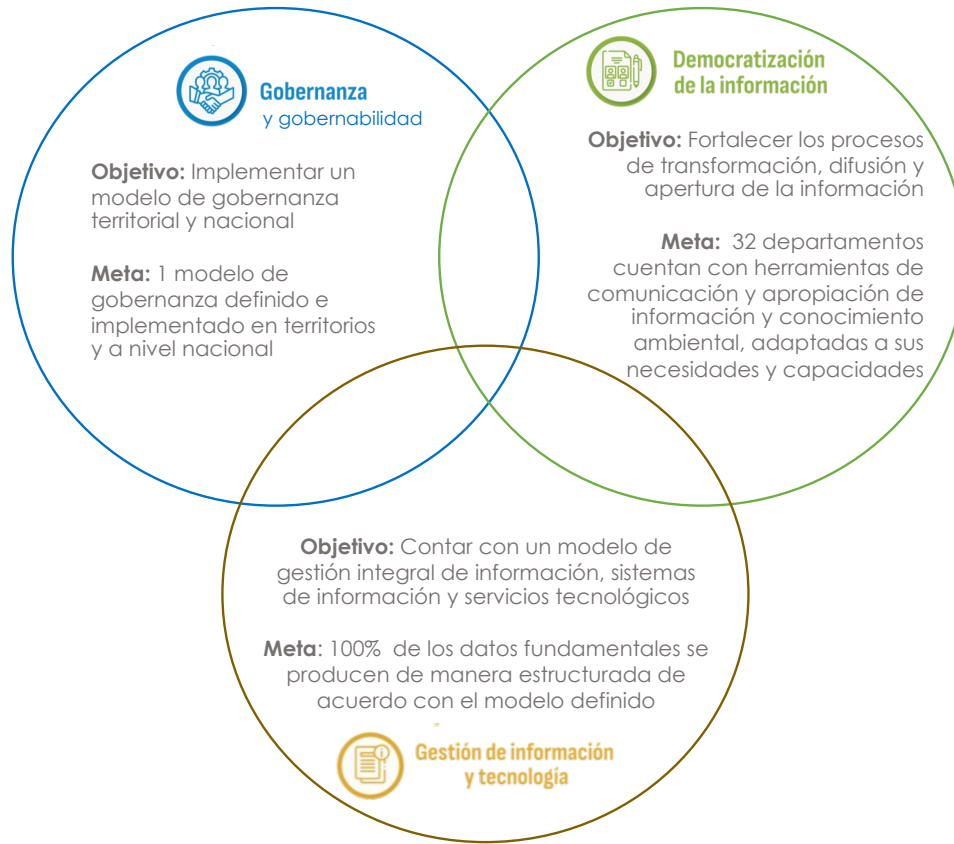 Gobernanza
y gobernabilidad
Objetivo: Implementar un
modelo de gobernanza
territorial y nacional
Meta: 1 modelo de
gobernanza definido e
implementado en territorios
y a nivel nacional
Democratización
de la información
Objetivo: Fortalecer los procesos
de transformación, difusión y
apertura de la información
Meta: 32 departamentos
cuentan con herramientas de
comunicación y apropiación de
información y conocimiento
ambiental, adaptadas a sus
necesidades y capacidades
Objetivo: Contar con un modelo de
gestión integral de información, sistemas
de información y servicios tecnológicos
Meta: 100% de los datos fundamentales se
producen de manera estructurada de
acuerdo con el modelo definido
Gestión de información
y tecnología